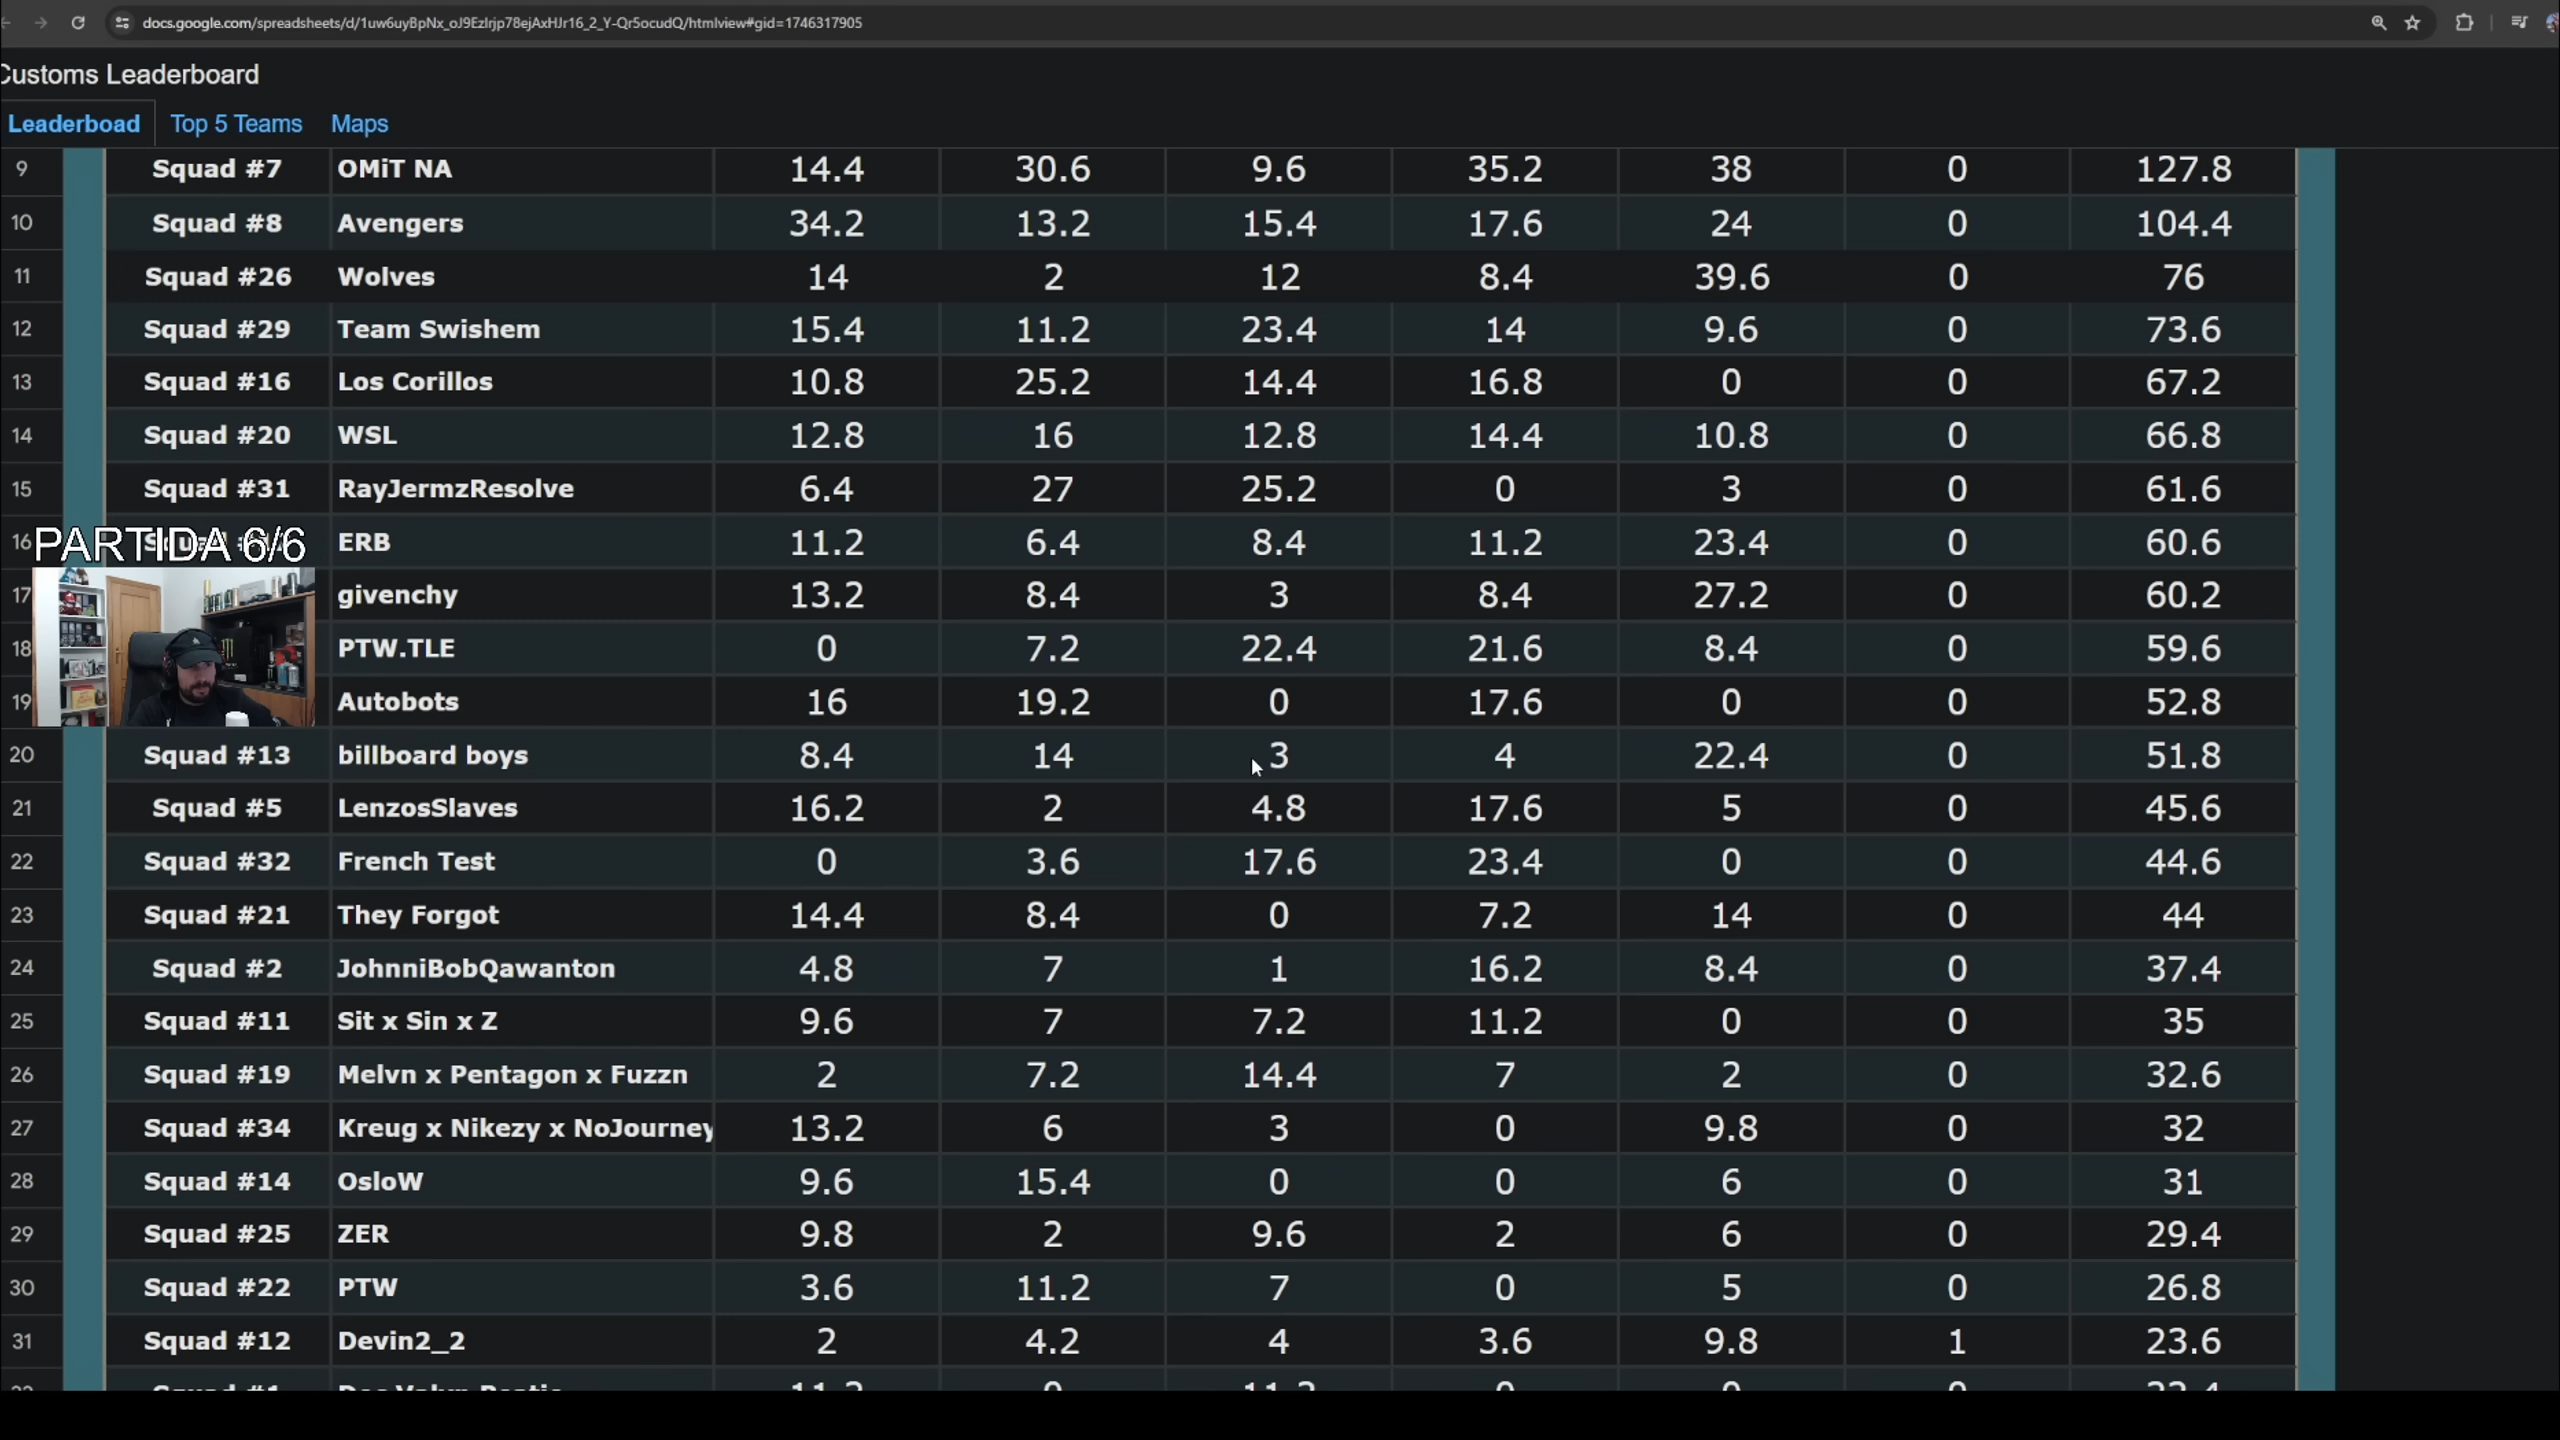 docs.google.com/spreadsheets/d/1uw6uyBpNx_oJ9EzIrjp78ejAxHJr16_2_Y-Qr5ocudQ/htmlview#gid=1746317905
Customs Leaderboard
Leaderboad Top 5 Teams Maps
9 Squad #7 OMiT NA 14.4 30.6 9.6 35.2 38 0 127.8
10 Squad #8 Avengers 34.2 13.2 15.4 17.6 24 0 104.4
11 Squad #26 Wolves 14 2 12 8.4 39.6 0 76
12 Squad #29 Team Swishem 15.4 11.2 23.4 14 9.6 0 73.6
13 Squad #16 Los Corillos 10.8 25.2 14.4 16.8 0 0 67.2
14 Squad #20 WSL 12.8 16 12.8 14.4 10.8 0 66.8
15 Squad #31 RayJermzResolve 6.4 27 25.2 0 3 0 61.6
16 PARTIDA 6/6 ERB 11.2 6.4 8.4 11.2 23.4 0 60.6
17 givenchy 13.2 8.4 3 8.4 27.2 0 60.2
18 PTW.TLE 0 7.2 22.4 21.6 8.4 0 59.6
19 Autobots 16 19.2 0 17.6 0 0 52.8
20 Squad #13 billboard boys 8.4 14 3 4 22.4 0 51.8
21 Squad #5 LenzosSlaves 16.2 2 4.8 17.6 5 0 45.6
22 Squad #32 French Test 0 3.6 17.6 23.4 0 0 44.6
23 Squad #21 They Forgot 14.4 8.4 0 7.2 14 0 44
24 Squad #2 JohnniBobQawanton 4.8 7 1 16.2 8.4 0 37.4
25 Squad #11 Sit x Sin x Z 9.6 7 7.2 11.2 0 0 35
26 Squad #19 Melvn x Pentagon x Fuzzn 2 7.2 14.4 7 2 0 32.6
27 Squad #34 Kreug x Nikezy x NoJourney 13.2 6 3 0 9.8 0 32
28 Squad #14 OsloW 9.6 15.4 0 0 6 0 31
29 Squad #25 ZER 9.8 2 9.6 2 6 0 29.4
30 Squad #22 PTW 3.6 11.2 7 0 5 0 26.8
31 Squad #12 Devin2_2 2 4.2 4 3.6 9.8 1 23.6